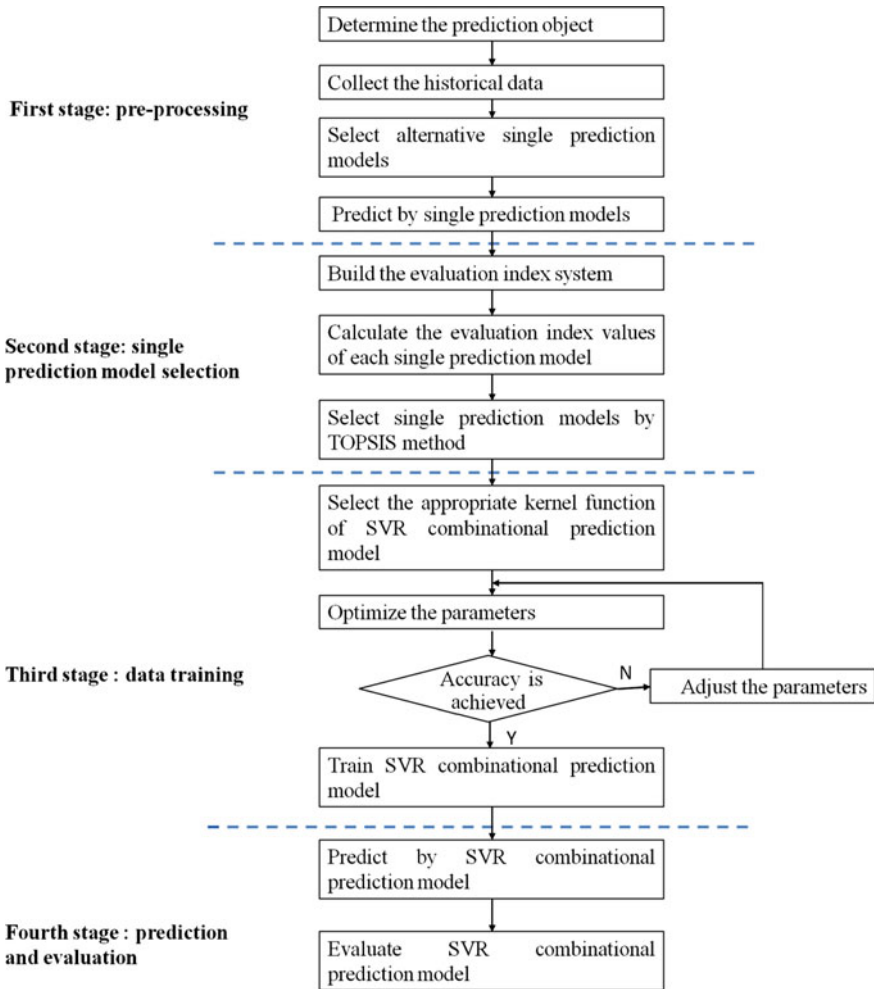 Determine the prediction object
Collect the historical data
First stage: pre-processing
Select alternative single prediction
models
Predict by single prediction models
Build the evaluation index system
Second stage: single
prediction model selection
Calculate the evaluation index values
of each single prediction model
Select single prediction models by
TOPSIS method
Select the appropriate kernel function
of SVR combinational prediction
model
Optimize the parameters
Third stage : data training
Accuracy is
achieved
N
Adjust the parameters
Y
Train SVR combinational prediction
model
Predict by SVR combinational
prediction model
Fourth stage : prediction
and evaluation
Evaluate SVR combinational
prediction model